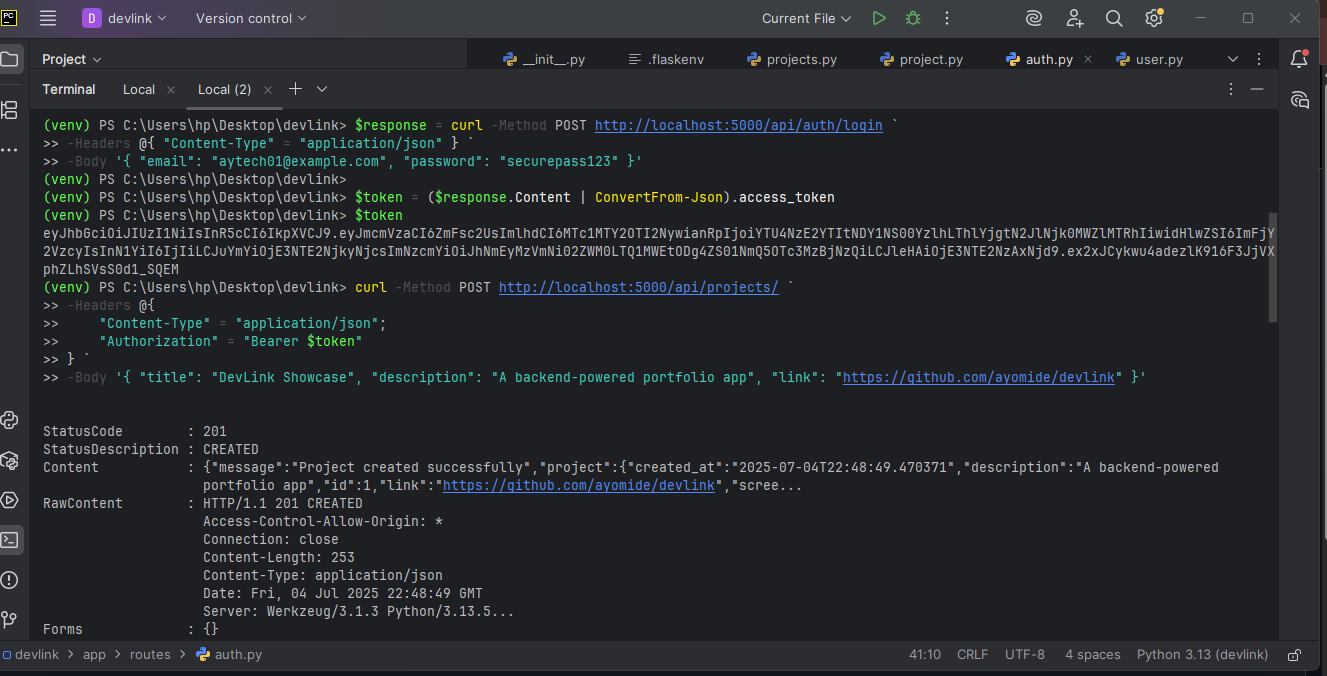 PC
D devlink
Version control
Current File
Project
__init__.py
.flaskenv
projects.py
project.py
auth.py
user.py
Terminal
Local
Local (2)
(venv) PS C:\Users\hp\Desktop\devlink> $response = curl -Method POST http://localhost:5000/api/auth/login `
>> -Headers @{ "Content-Type" = "application/json" } `
>> -Body '{ "email": "aytech01@example.com", "password": "securepass123" }'
(venv) PS C:\Users\hp\Desktop\devlink>
(venv) PS C:\Users\hp\Desktop\devlink> $token = ($response.Content | ConvertFrom-Json).access_token
(venv) PS C:\Users\hp\Desktop\devlink> $token
(venv) PS C:\Users\hp\Desktop\devlink> curl -Method POST http://localhost:5000/api/projects/ `
>> -Headers @{
>>     "Content-Type" = "application/json";
>>     "Authorization" = "Bearer $token"
>> } `
>> -Body '{ "title": "DevLink Showcase", "description": "A backend-powered portfolio app", "link": "https://github.com/ayomide/devlink" }'
StatusCode        : 201
StatusDescription : CREATED
Content           : {"message":"Project created successfully","project":{"created_at":"2025-07-04T22:48:49.470371","description":"A backend-powered
portfolio app","id":1,"link":"https://github.com/ayomide/devlink","scree...
RawContent        : HTTP/1.1 201 CREATED
Access-Control-Allow-Origin: *
Connection: close
Content-Length: 253
Content-Type: application/json
Date: Fri, 04 Jul 2025 22:48:49 GMT
Server: Werkzeug/3.1.3 Python/3.13.5...
Forms             : {}
devlink > app > routes > auth.py
41:10
CRLF
UTF-8
4 spaces
Python 3.13 (devlink)